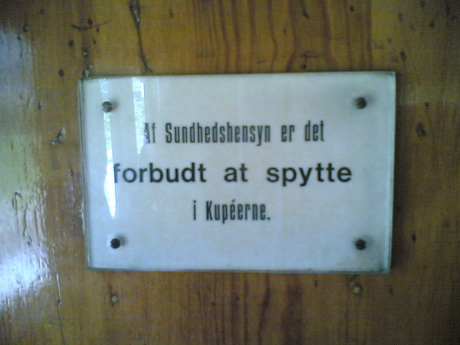 Af Sundhedshensyn er det
forbudt at spytte
i Kupéerne.